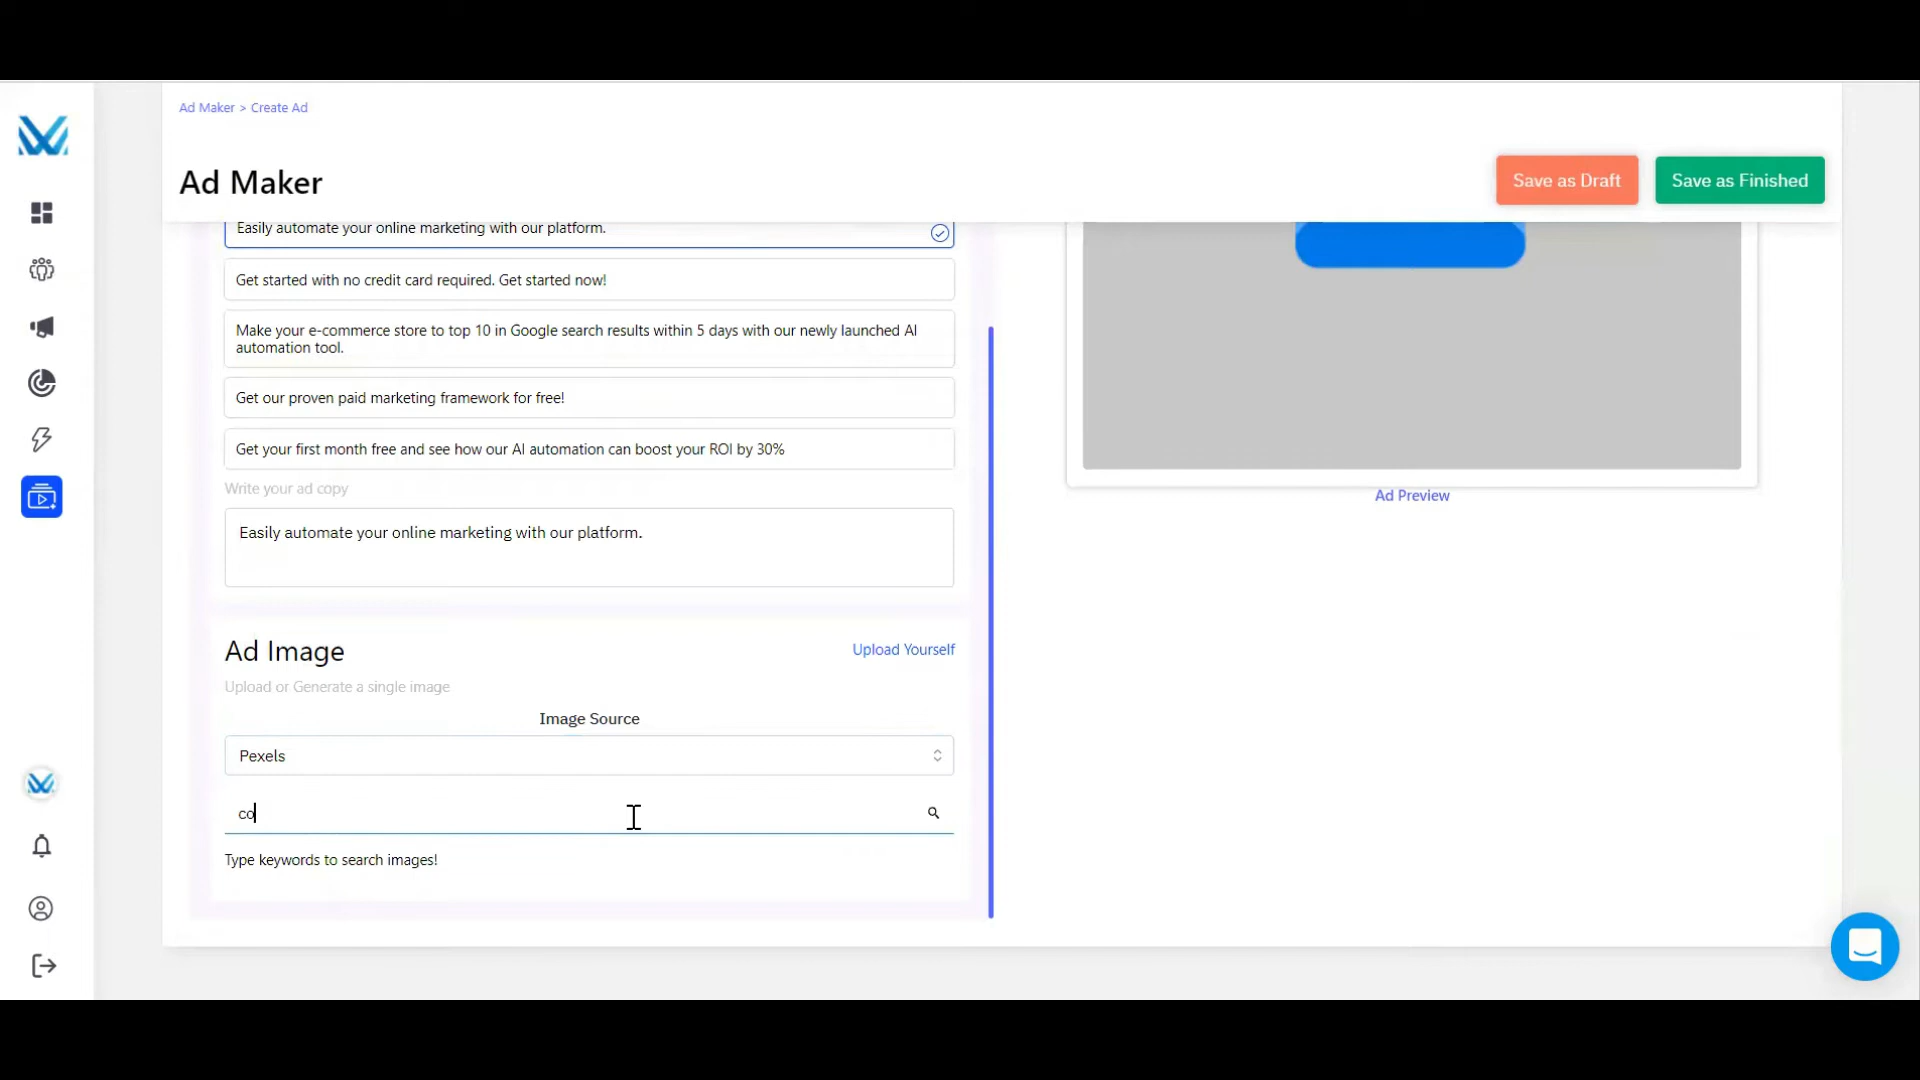 Ad Maker > Create Ad
Ad Maker
Save as Draft
Save as Finished
Easily automate your online marketing with our platform.
Get started with no credit card required. Get started now!
Make your e-commerce store to top 10 in Google search results within 5 days with our newly launched AI
automation tool.
Get our proven paid marketing framework for free!
Get your first month free and see how our AI automation can boost your ROI by 30%
Write your ad copy
Easily automate your online marketing with our platform.
Ad Preview
Ad Image
Upload Yourself
Upload or Generate a single image
Image Source
Pexels
co
Type keywords to search images!